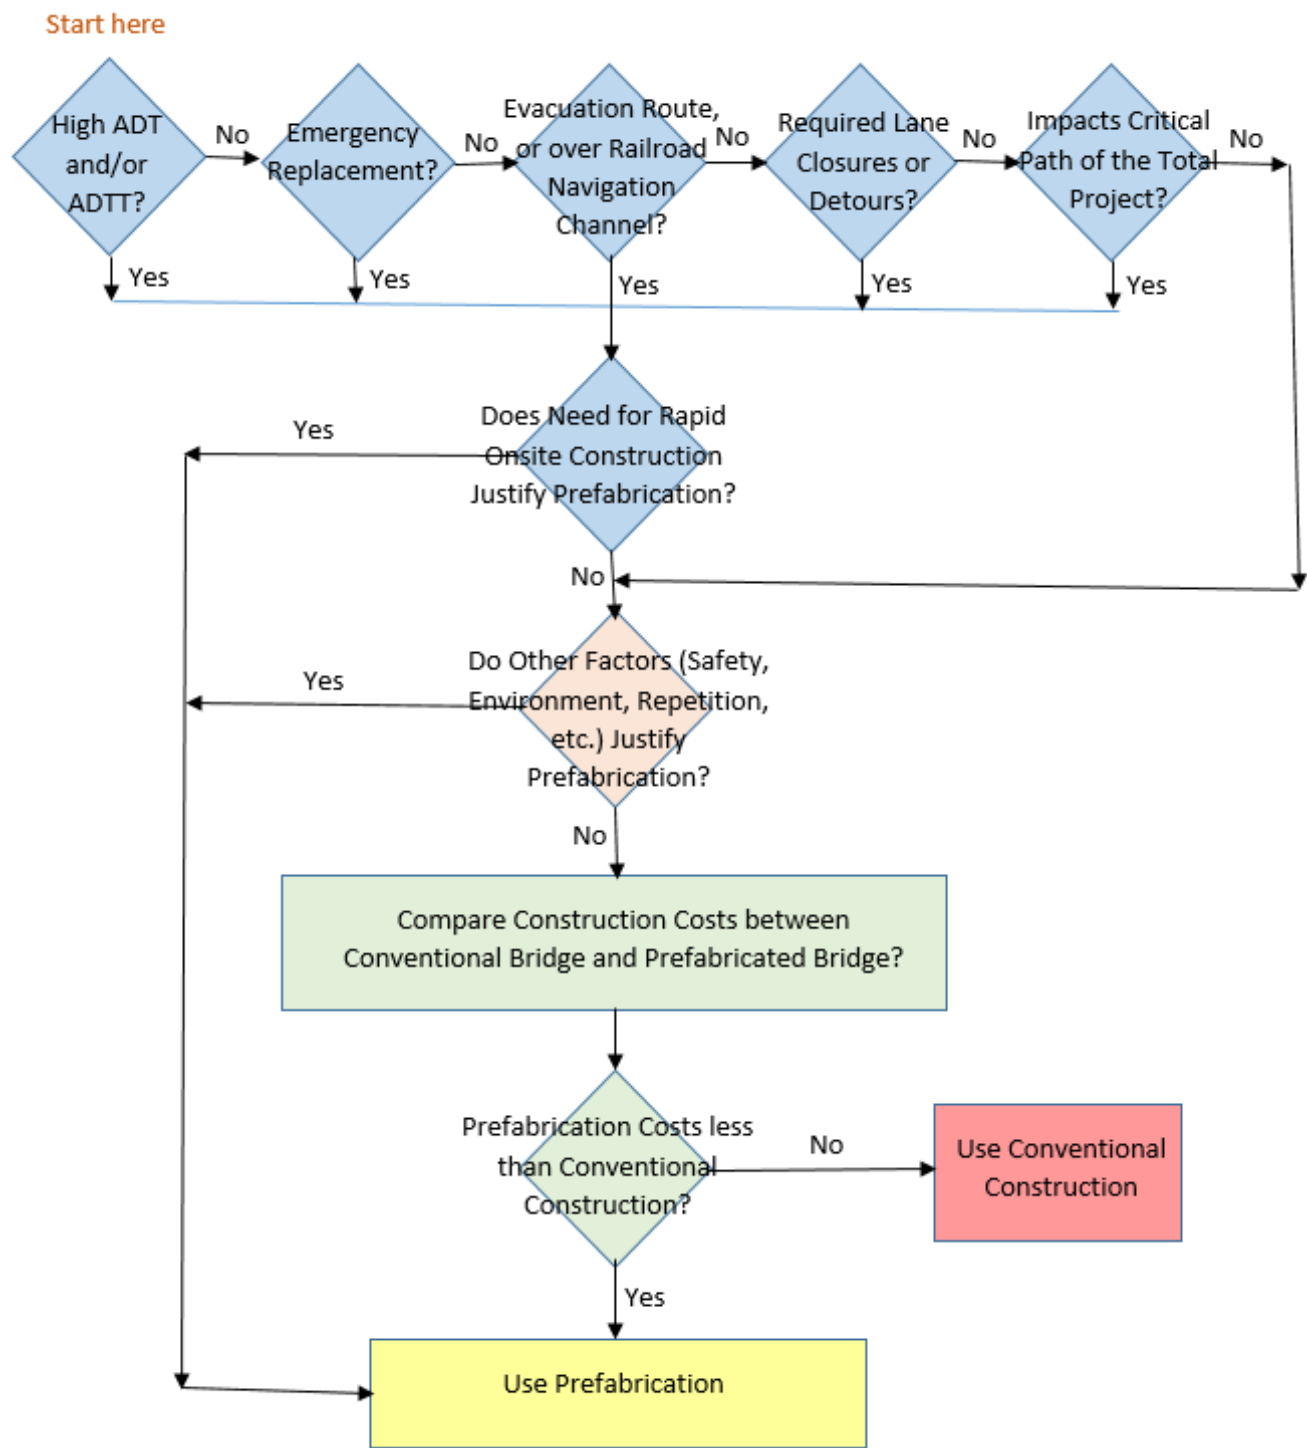 Start here
High ADT
and/or
ADTT?
No
Emergency
Replacement?
No
Evacuation Route,
or over Railroad
Navigation
Channel?
No
Required Lane
Closures or
Detours?
No
Impacts Critical
Path of the Total
Project?
No
Yes
Yes
Yes
Yes
Yes
Does Need for Rapid
Onsite Construction
Justify Prefabrication?
Yes
No
Do Other Factors (Safety,
Environment, Repetition,
etc.) Justify
Prefabrication?
Yes
No
Compare Construction Costs between
Conventional Bridge and Prefabricated Bridge?
Prefabrication Costs less
than Conventional
Construction?
No
Use Conventional
Construction
Yes
Use Prefabrication